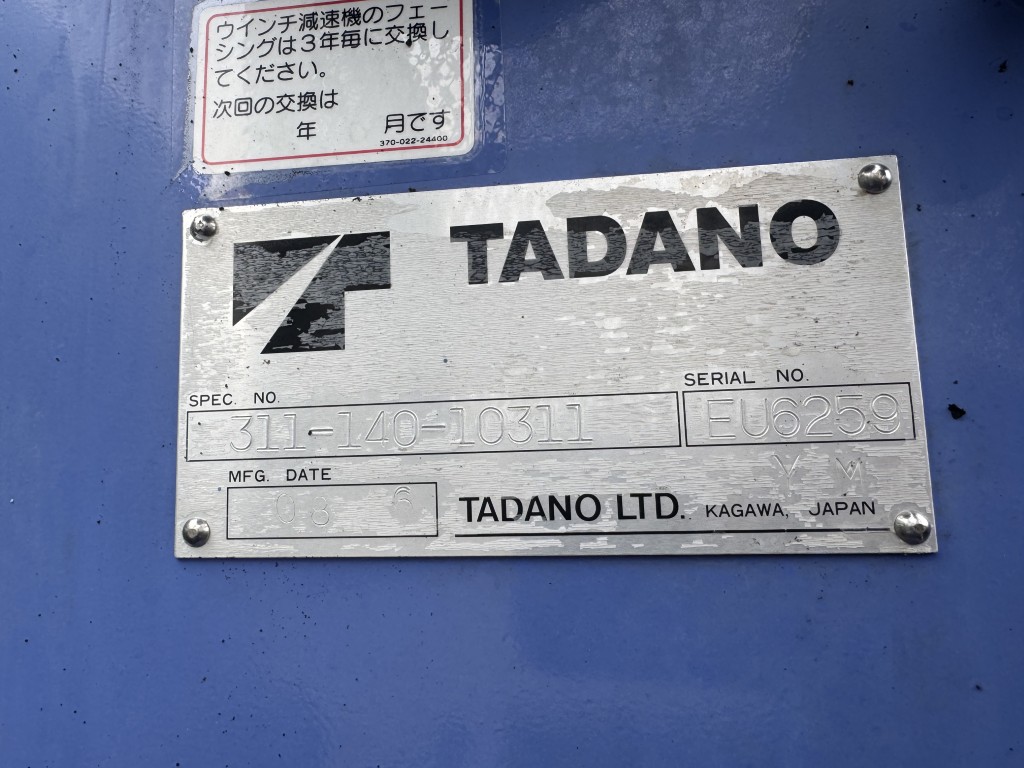 ウインチ減速機のフェー
シングは3年毎に交換し
てください。
次回の交換は
年 月です
370-022-24400
TADANO
SPEC. NO.
311-140-10311
SERIAL NO.
EU6259
Y M
MFG. DATE
03 6
TADANO LTD. KAGAWA, JAPAN